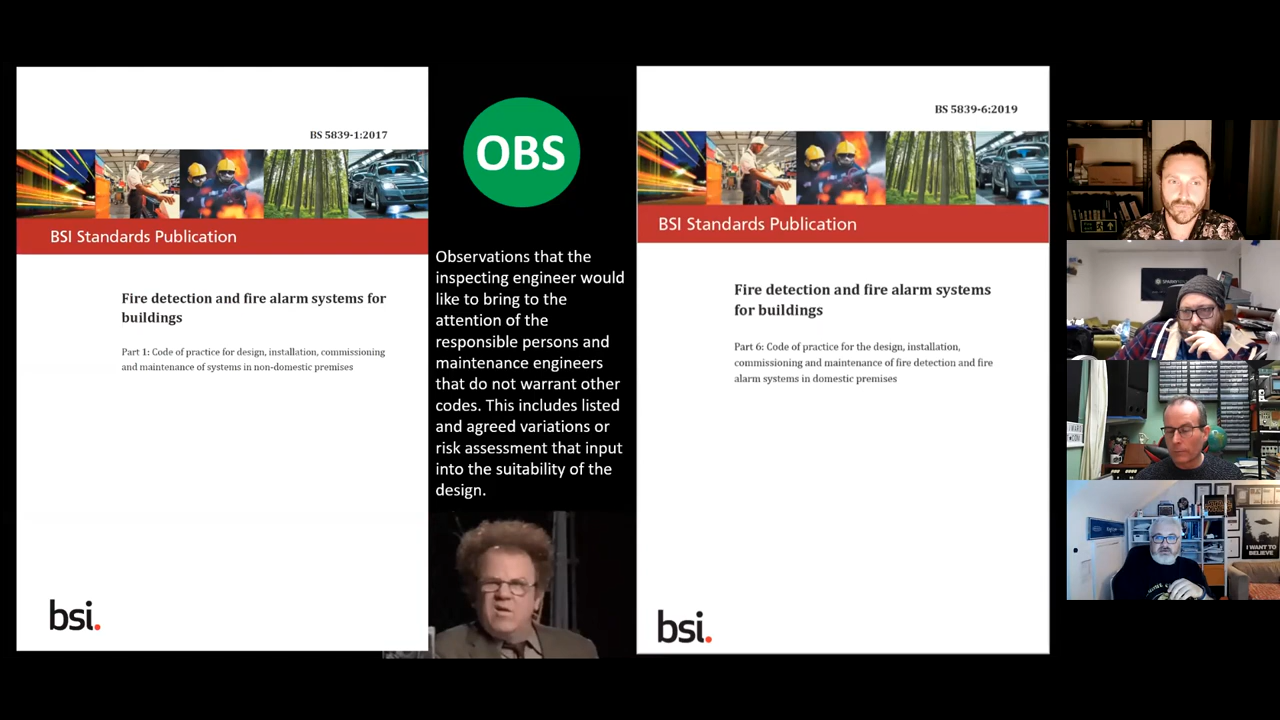 BS 5839-1:2017
BSI Standards Publication
Fire detection and fire alarm systems for
buildings
Part 1: Code of practice for design, installation, commissioning
and maintenance of systems in non-domestic premises
bsi.
OBS
Observations that the
inspecting engineer would
like to bring to the
attention of the
responsible persons and
maintenance engineers
that do not warrant other
codes. This includes listed
and agreed variations or
risk assessment that input
into the suitability of the
design.
BS 5839-6:2019
BSI Standards Publication
Fire detection and fire alarm systems
for buildings
Part 6: Code of practice for the design, installation,
commissioning and maintenance of fire detection and fire
alarm systems in domestic premises
bsi.
I WANT TO
BELIEVE